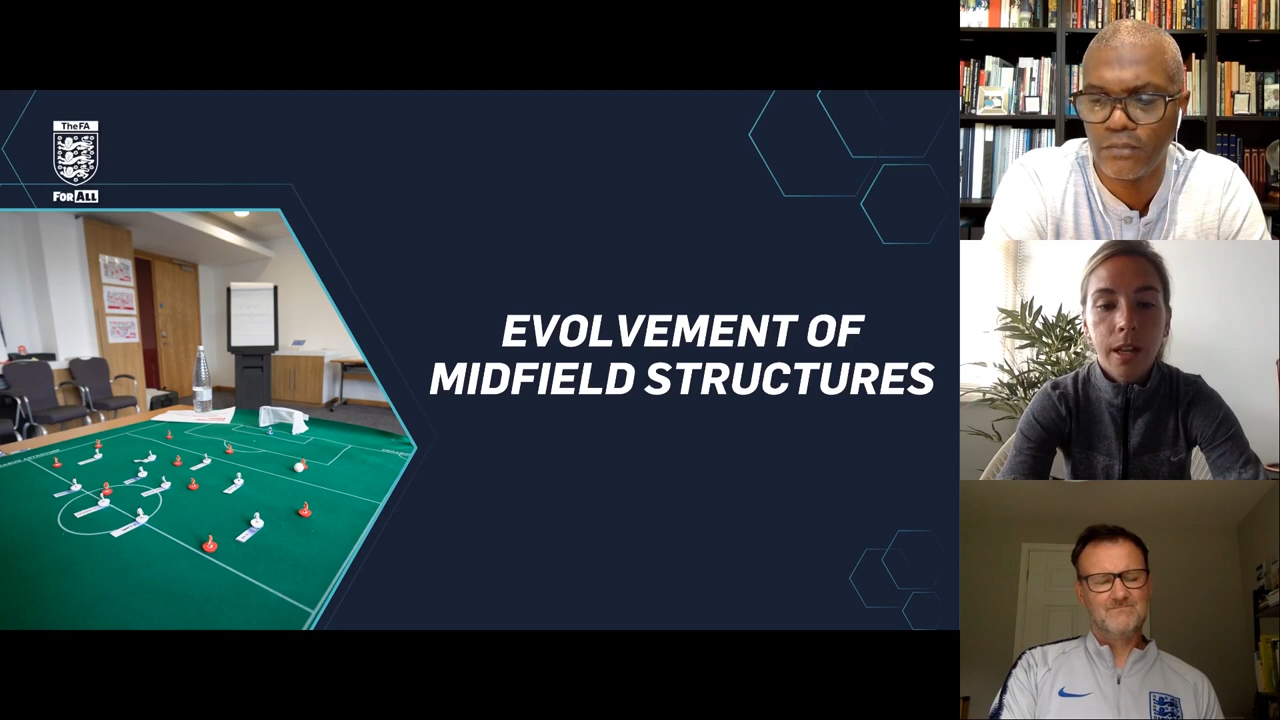 The FA
FOR ALL
EVOLVEMENT OF
MIDFIELD STRUCTURES